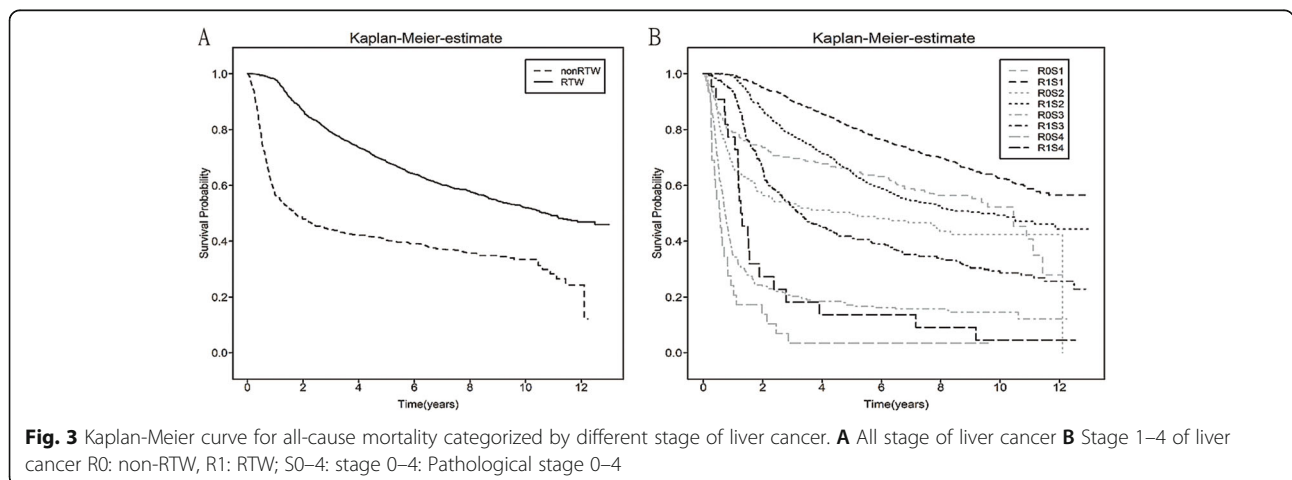 A
Kaplan-Meier-estimate
nonRTW
RTW
Survival Probability
1.0
0.8
0.6
0.4
0.2
0.0
0 2 4 6 8 10 12
Time(years)
B
Kaplan-Meier-estimate
R0S1
R1S1
R0S2
R1S2
R0S3
R1S3
R0S4
R1S4
Survival Probability
1.0
0.8
0.6
0.4
0.2
0.0
0 2 4 6 8 10 12
Time(years)
Fig. 3 Kaplan-Meier curve for all-cause mortality categorized by different stage of liver cancer. A All stage of liver cancer B Stage 1–4 of liver
cancer R0: non-RTW, R1: RTW; S0–4: stage 0–4: Pathological stage 0–4